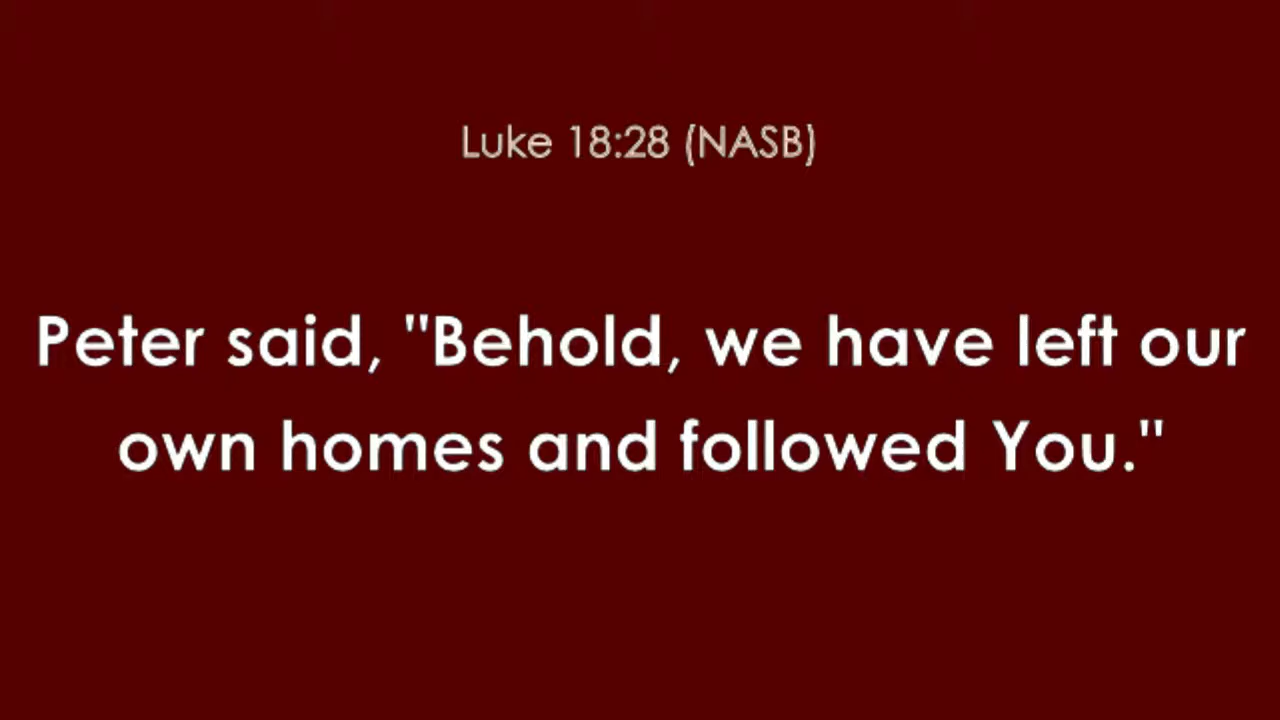 Luke 18:28 (NASB)
Peter said, "Behold, we have left our
own homes and followed You."